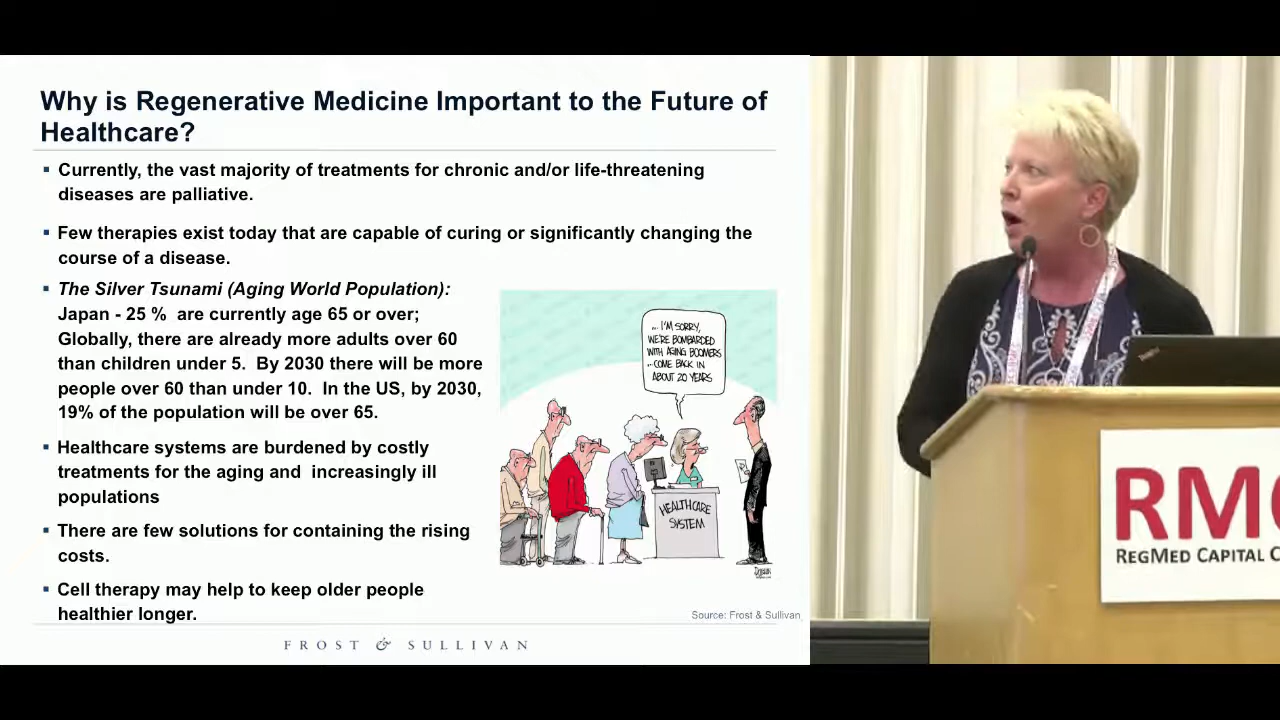 Why is Regenerative Medicine Important to the Future of
Healthcare?
▪ Currently, the vast majority of treatments for chronic and/or life-threatening
diseases are palliative.
▪ Few therapies exist today that are capable of curing or significantly changing the
course of a disease.
▪ The Silver Tsunami (Aging World Population):
Japan - 25 % are currently age 65 or over;
Globally, there are already more adults over 60
than children under 5. By 2030 there will be more
people over 60 than under 10. In the US, by 2030,
19% of the population will be over 65.
▪ Healthcare systems are burdened by costly
treatments for the aging and increasingly ill
populations
▪ There are few solutions for containing the rising
costs.
▪ Cell therapy may help to keep older people
healthier longer.
... I'M SORRY,
WE'RE BOMBARDED
WITH AGING BOOMERS
... COME BACK IN
ABOUT 20 YEARS
HEALTHCARE
SYSTEM
Source: Frost & Sullivan
FROST & SULLIVAN
RMC
REGMED CAPITAL C